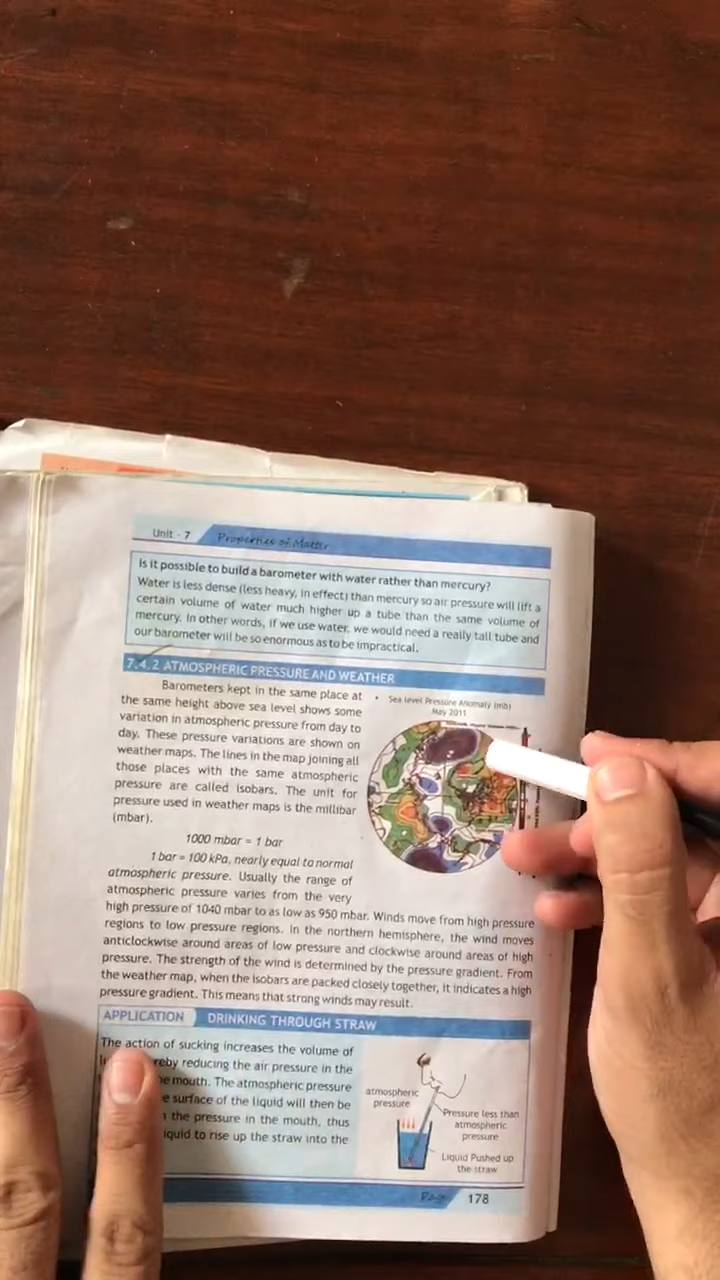 Unit - 7 Properties of Matter
Is it possible to build a barometer with water rather than mercury?
Water is less dense (less heavy, in effect) than mercury so air pressure will lift a
certain volume of water much higher up a tube than the same volume of
mercury. In other words, if we use water, we would need a really tall tube and
our barometer will be so enormous as to be impractical.
7.4.2 ATMOSPHERIC PRESSURE AND WEATHER
Barometers kept in the same place at
the same height above sea level shows some
variation in atmospheric pressure from day to
day. These pressure variations are shown on
weather maps. The lines in the map joining all
those places with the same atmospheric
pressure are called isobars. The unit for
pressure used in weather maps is the millibar
(mbar).
• Sea level Pressure Anomaly (mb)
May 2011
1000 mbar = 1 bar
1 bar = 100 kPa, nearly equal to normal
atmospheric pressure. Usually the range of
atmospheric pressure varies from the very
high pressure of 1040 mbar to as low as 950 mbar. Winds move from high pressure
regions to low pressure regions. In the northern hemisphere, the wind moves
anticlockwise around areas of low pressure and clockwise around areas of high
pressure. The strength of the wind is determined by the pressure gradient. From
the weather map, when the isobars are packed closely together, it indicates a high
pressure gradient. This means that strong winds may result.
APPLICATION DRINKING THROUGH STRAW
The action of sucking increases the volume of
reby reducing the air pressure in the
mouth. The atmospheric pressure
surface of the liquid will then be
the pressure in the mouth, thus
iquid to rise up the straw into the
atmospheric
pressure
Pressure less than
atmospheric
pressure
Liquid Pushed up
the straw
Page 178